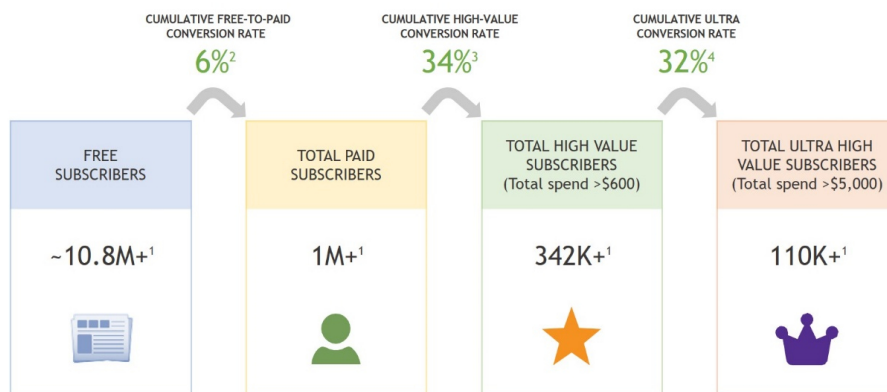 CUMULATIVE FREE-TO-PAID
CONVERSION RATE
6%²
CUMULATIVE HIGH-VALUE
CONVERSION RATE
34%³
CUMULATIVE ULTRA
CONVERSION RATE
32%⁴
FREE
SUBSCRIBERS
~10.8M+¹
TOTAL PAID
SUBSCRIBERS
1M+¹
TOTAL HIGH VALUE
SUBSCRIBERS
(Total spend >$600)
342K+¹
TOTAL ULTRA HIGH
VALUE SUBSCRIBERS
(Total spend >$5,000)
110K+¹